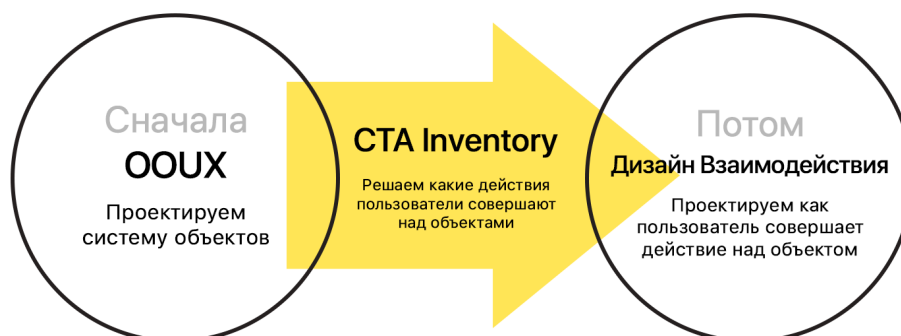 Сначала
OOUX
Проектируем
систему объектов
CTA Inventory
Решаем какие действия
пользователи совершают
над объектами
Потом
Дизайн Взаимодействия
Проектируем как
пользователь совершает
действие над объектом